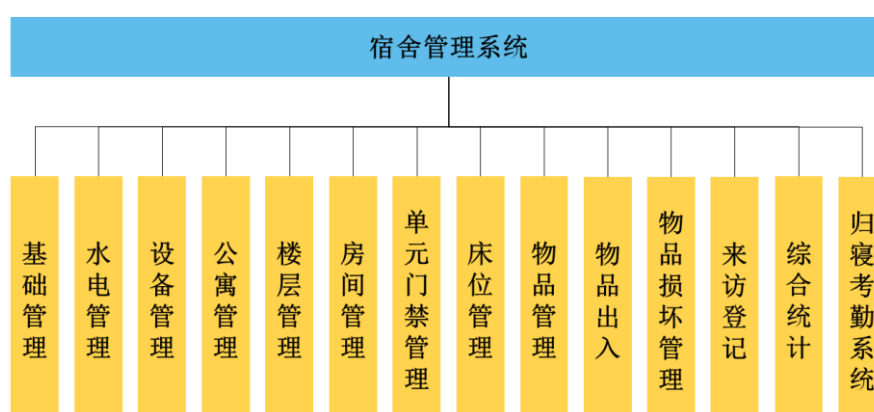 宿舍管理系统
基础管理
水电管理
设备管理
公寓管理
楼层管理
房间管理
单元门禁管理
床位管理
物品管理
物品出入
物品损坏管理
来访登记
综合统计
归寝考勤系统